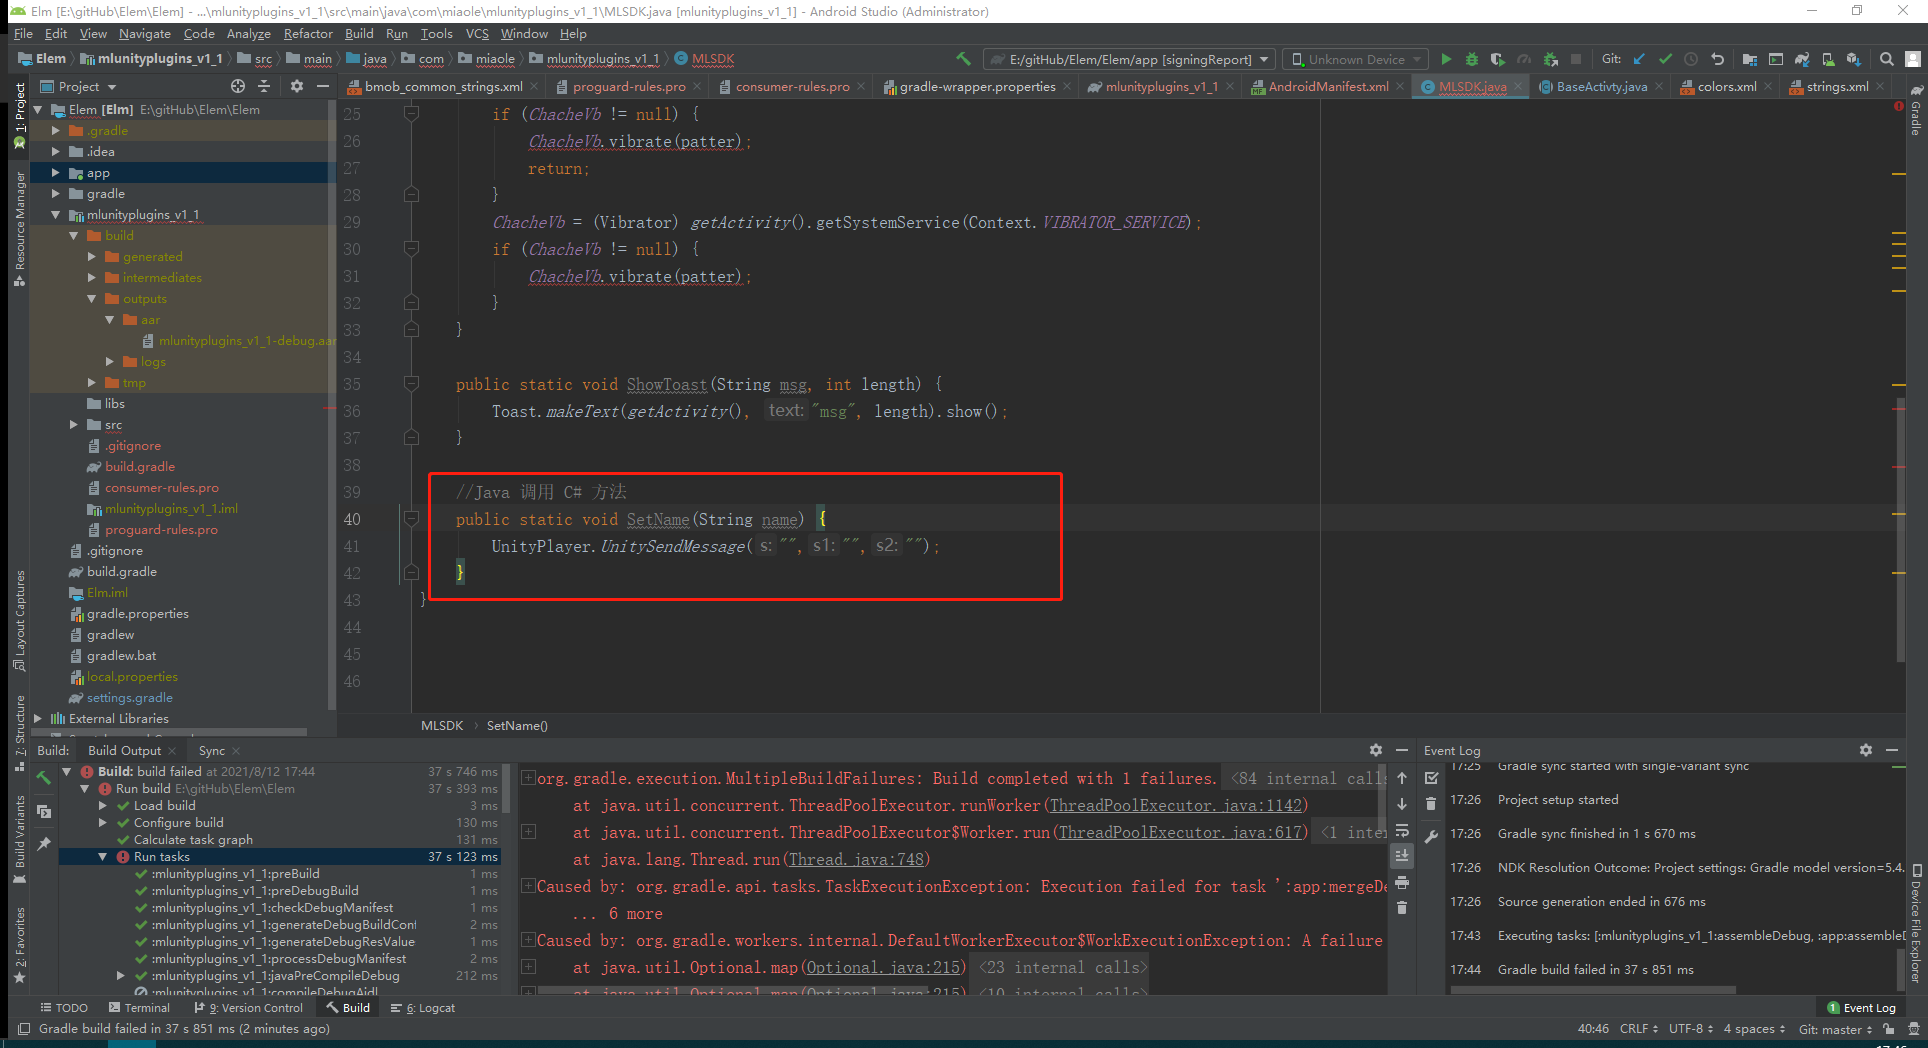 Elm [E:\gitHub\Elem\Elem] - ...\mlunityplugins_v1_1\src\main\java\com\miaole\mlunityplugins_v1_1\MLSDK.java [mlunityplugins_v1_1] - Android Studio (Administrator)
File Edit View Navigate Code Analyze Refactor Build Run Tools VCS Window Help
Elem mlunityplugins_v1_1 src main java com miaole mlunityplugins_v1_1 MLSDK
E:/gitHub/Elem/Elem/app [signingReport] Unknown Device Git:
Project
bmob_common_strings.xml proguard-rules.pro consumer-rules.pro gradle-wrapper.properties mlunityplugins_v1_1 AndroidManifest.xml MLSDK.java BaseActivty.java colors.xml strings.xml
1: Project
Resource Manager
Layout Captures
7: Structure
Build Variants
2: Favorites
Gradle
Device File Explorer
Elem [Elm] E:\gitHub\Elem\Elem
.gradle
.idea
app
gradle
mlunityplugins_v1_1
build
generated
intermediates
outputs
aar
mlunityplugins_v1_1-debug.aar
logs
tmp
libs
src
.gitignore
build.gradle
consumer-rules.pro
mlunityplugins_v1_1.iml
proguard-rules.pro
.gitignore
build.gradle
Elm.iml
gradle.properties
gradlew
gradlew.bat
local.properties
settings.gradle
External Libraries
25 if (ChacheVb != null) {
26 ChacheVb.vibrate(patter);
27 return;
28 }
29 ChacheVb = (Vibrator) getActivity().getSystemService(Context.VIBRATOR_SERVICE);
30 if (ChacheVb != null) {
31 ChacheVb.vibrate(patter);
32 }
33 }
34
35 public static void ShowToast(String msg, int length) {
36 Toast.makeText(getActivity(), text: "msg", length).show();
37 }
38
39 //Java 调用 C# 方法
40 public static void SetName(String name) {
41 UnityPlayer.UnitySendMessage( s: "", s1: "", s2: "");
42 }
43 }
44
45
46
MLSDK SetName()
Build: Build Output Sync
Build: build failed at 2021/8/12 17:44 37 s 746 ms
Run build E:\gitHub\Elem\Elem 37 s 393 ms
Load build 3 ms
Configure build 130 ms
Calculate task graph 131 ms
Run tasks 37 s 123 ms
:mlunityplugins_v1_1:preBuild 1 ms
:mlunityplugins_v1_1:preDebugBuild 1 ms
:mlunityplugins_v1_1:checkDebugManifest 1 ms
:mlunityplugins_v1_1:generateDebugBuildConf 2 ms
:mlunityplugins_v1_1:generateDebugResValue 1 ms
:mlunityplugins_v1_1:processDebugManifest 2 ms
:mlunityplugins_v1_1:javaPreCompileDebug 212 ms
:mlunityplugins_v1_1:compileDebugAidl
org.gradle.execution.MultipleBuildFailures: Build completed with 1 failures. <84 internal calls
at java.util.concurrent.ThreadPoolExecutor.runWorker(ThreadPoolExecutor.java:1142)
at java.util.concurrent.ThreadPoolExecutor$Worker.run(ThreadPoolExecutor.java:617) <1 inter
at java.lang.Thread.run(Thread.java:748)
Caused by: org.gradle.api.tasks.TaskExecutionException: Execution failed for task ':app:mergeDe
... 6 more
Caused by: org.gradle.workers.internal.DefaultWorkerExecutor$WorkExecutionException: A failure
at java.util.Optional.map(Optional.java:215) <23 internal calls>
at java.util.Optional.map(Optional.java:215) <10 internal calls>
Event Log
17:25 Gradle sync started with single-variant sync
17:26 Project setup started
17:26 Gradle sync finished in 1 s 670 ms
17:26 NDK Resolution Outcome: Project settings: Gradle model version=5.4.
17:26 Source generation ended in 676 ms
17:43 Executing tasks: [:mlunityplugins_v1_1:assembleDebug, :app:assembleD
17:44 Gradle build failed in 37 s 851 ms
TODO Terminal 9: Version Control Build 6: Logcat 1 Event Log
Gradle build failed in 37 s 851 ms (2 minutes ago) 40:46 CRLF UTF-8 4 spaces Git: master